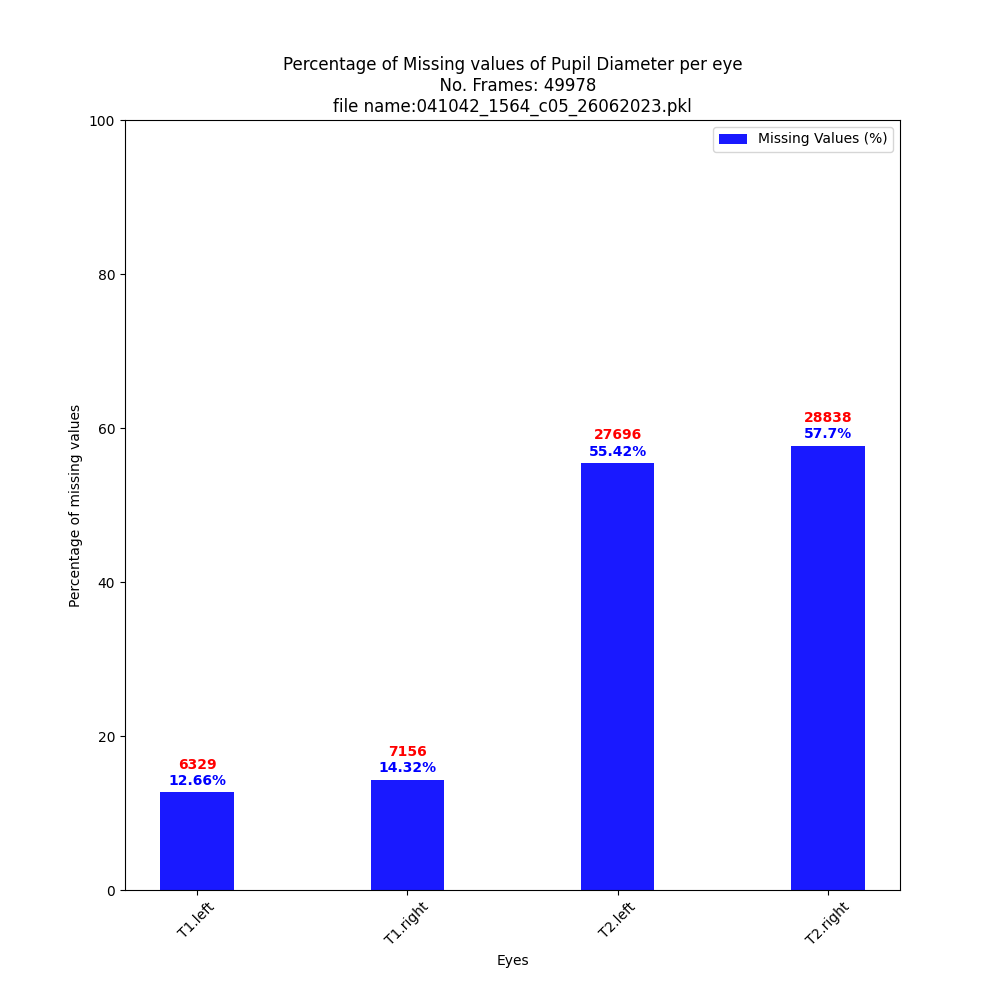 Percentage of Missing values of Pupil Diameter per eye
No. Frames: 49978
file name:041042_1564_c05_26062023.pkl
Missing Values (%)
100
80
60
40
20
0
Percentage of missing values
6329
12.66%
7156
14.32%
27696
55.42%
28838
57.7%
T1.left
T1.right
T2.left
T2.right
Eyes